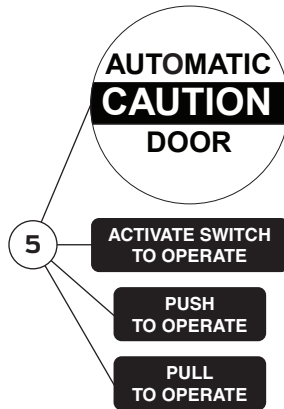 AUTOMATIC
CAUTION
DOOR
5
ACTIVATE SWITCH
TO OPERATE
PUSH
TO OPERATE
PULL
TO OPERATE